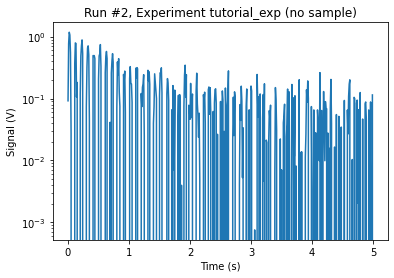 Run #2, Experiment tutorial_exp (no sample)
Signal (V)
10⁰
10⁻¹
10⁻²
10⁻³
0 1 2 3 4 5
Time (s)